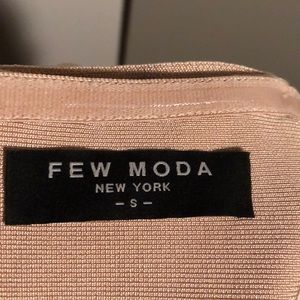 FEW MODA
NEW YORK
– S –